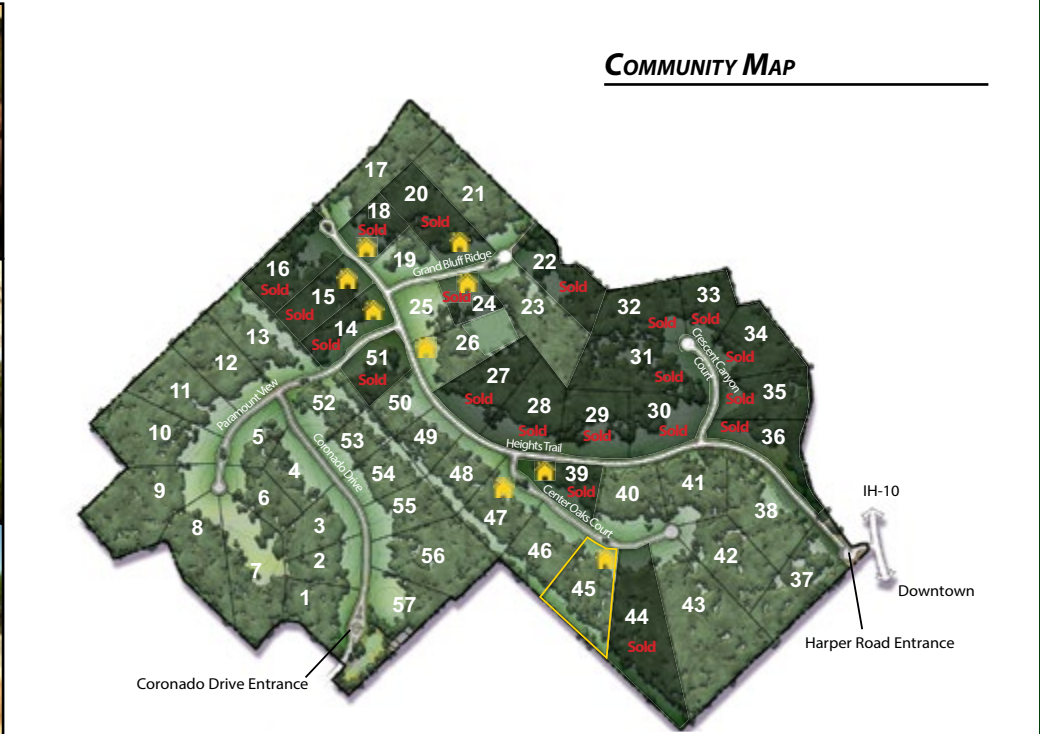 COMMUNITY MAP
17
20
21
18
Sold
Sold
19
Grand Bluff Ridge
16
Sold
15
Sold
22
Sold
25
Sold
24
23
14
Sold
13
26
32
Sold
33
Sold
34
Sold
31
Sold
Crescent Canyon
Court
12
51
Sold
27
Sold
35
Sold
11
Paramount View
52
50
28
Sold
29
Sold
30
Sold
36
Sold
10
5
53
49
Heights Trail
Coronado Drive
4
54
48
39
Sold
40
41
9
6
55
47
Center Oaks Court
38
IH-10
8
3
2
56
46
42
7
45
37
Downtown
1
57
44
Sold
43
Harper Road Entrance
Coronado Drive Entrance